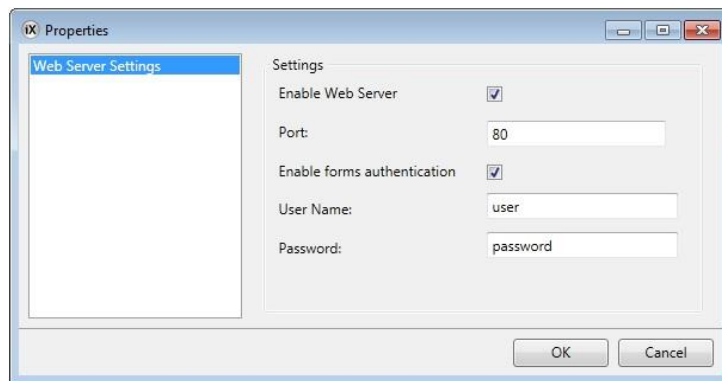 iX Properties
Web Server Settings
Settings
Enable Web Server
Port: 80
Enable forms authentication
User Name: user
Password: password
OK Cancel